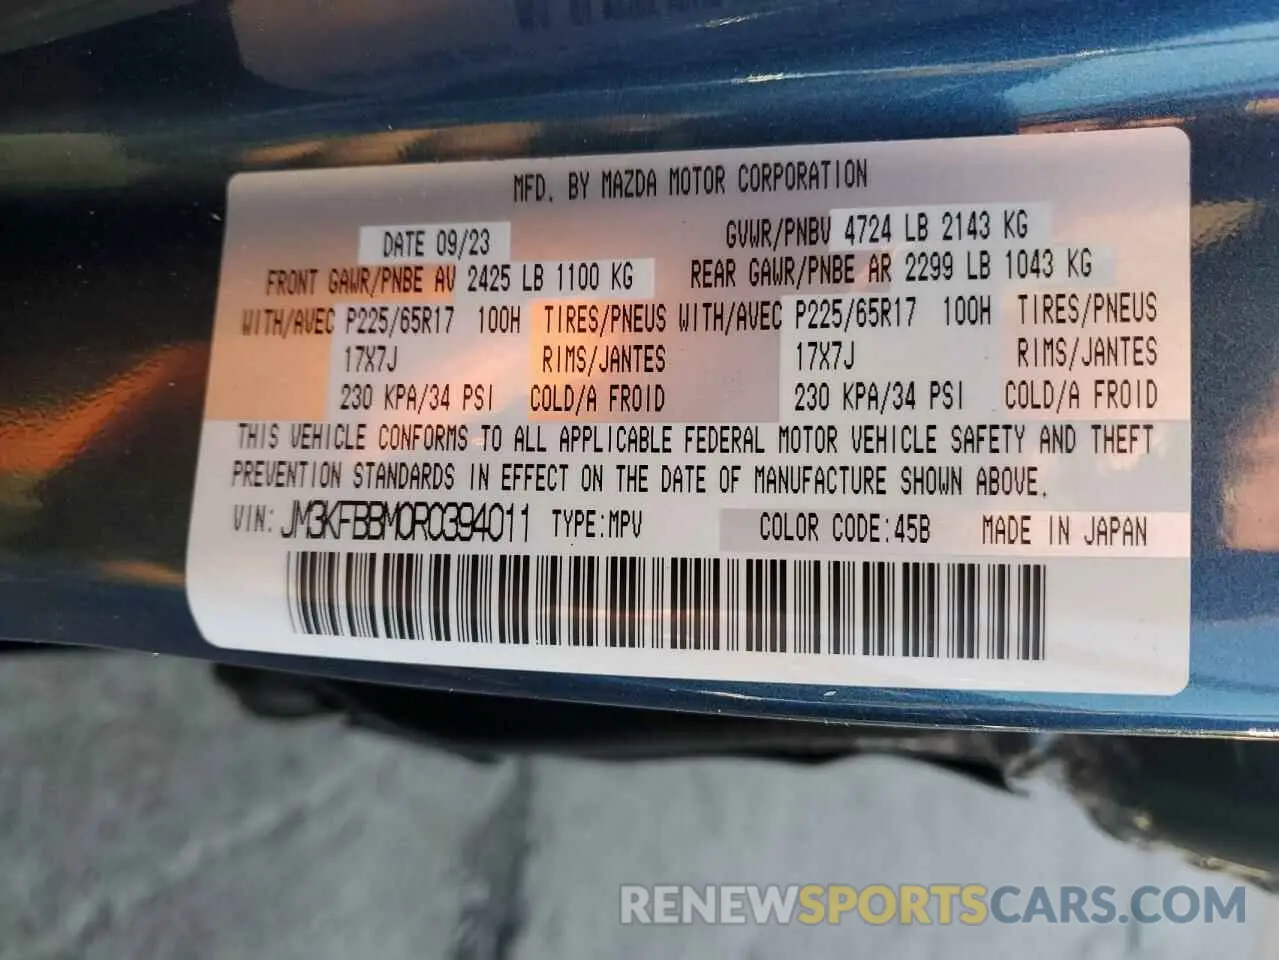 MFD. BY MAZDA MOTOR CORPORATION
DATE 09/23 GVWR/PNBV 4724 LB 2143 KG
FRONT GAWR/PNBE AV 2425 LB 1100 KG REAR GAWR/PNBE AR 2299 LB 1043 KG
WITH/AVEC P225/65R17 100H TIRES/PNEUS WITH/AVEC P225/65R17 100H TIRES/PNEUS
17X7J RIMS/JANTES 17X7J RIMS/JANTES
230 KPA/34 PSI COLD/A FROID 230 KPA/34 PSI COLD/A FROID
THIS VEHICLE CONFORMS TO ALL APPLICABLE FEDERAL MOTOR VEHICLE SAFETY AND THEFT
PREVENTION STANDARDS IN EFFECT ON THE DATE OF MANUFACTURE SHOWN ABOVE.
VIN: JM3KFBBM0R0394011 TYPE:MPV COLOR CODE:45B MADE IN JAPAN
RENEWSPORTSCARS.COM